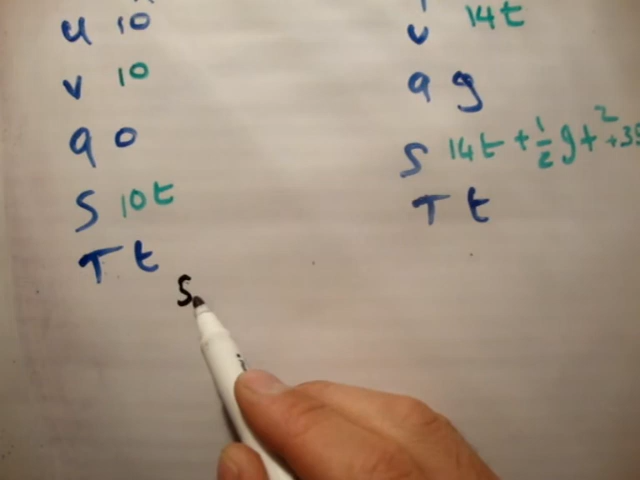 u 10
v 10
a 0
s 10t
T t
s
v 14t
a g
s 14t + ½gt² +35
T t